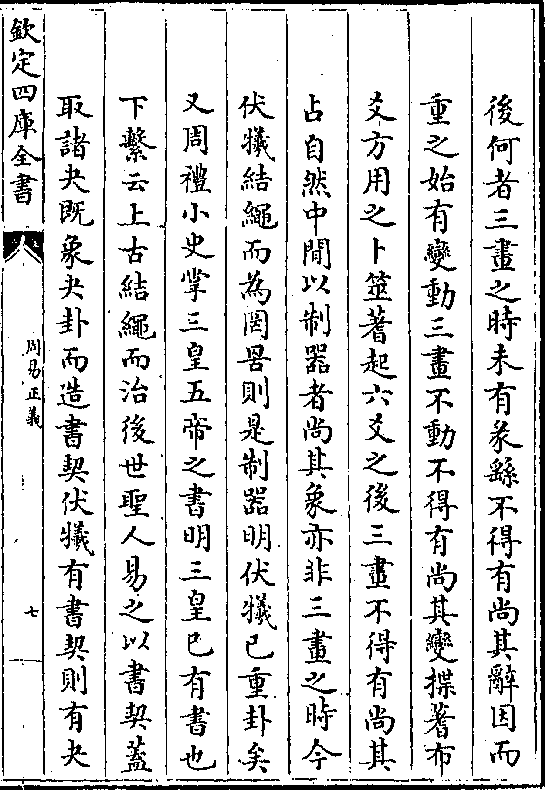 後何者三畫之時未有彖繇不得有尚其辭因而
重之始有變動三畫不動不得有尚其變揲蓍布
爻方用之卜筮蓍起六爻之後三畫不得有尚其
占自然中間以制器者尚其象亦非三畫之時今
伏犧結繩而為罔罟則是制器明伏犧已重卦矣
又周禮小史掌三皇五帝之書明三皇已有書也
下繫云上古結繩而治後世聖人易之以書契蓋
取諸夬既象夬卦而造書契伏犧有書契則有夬
欽定四庫全書
周易正義
七